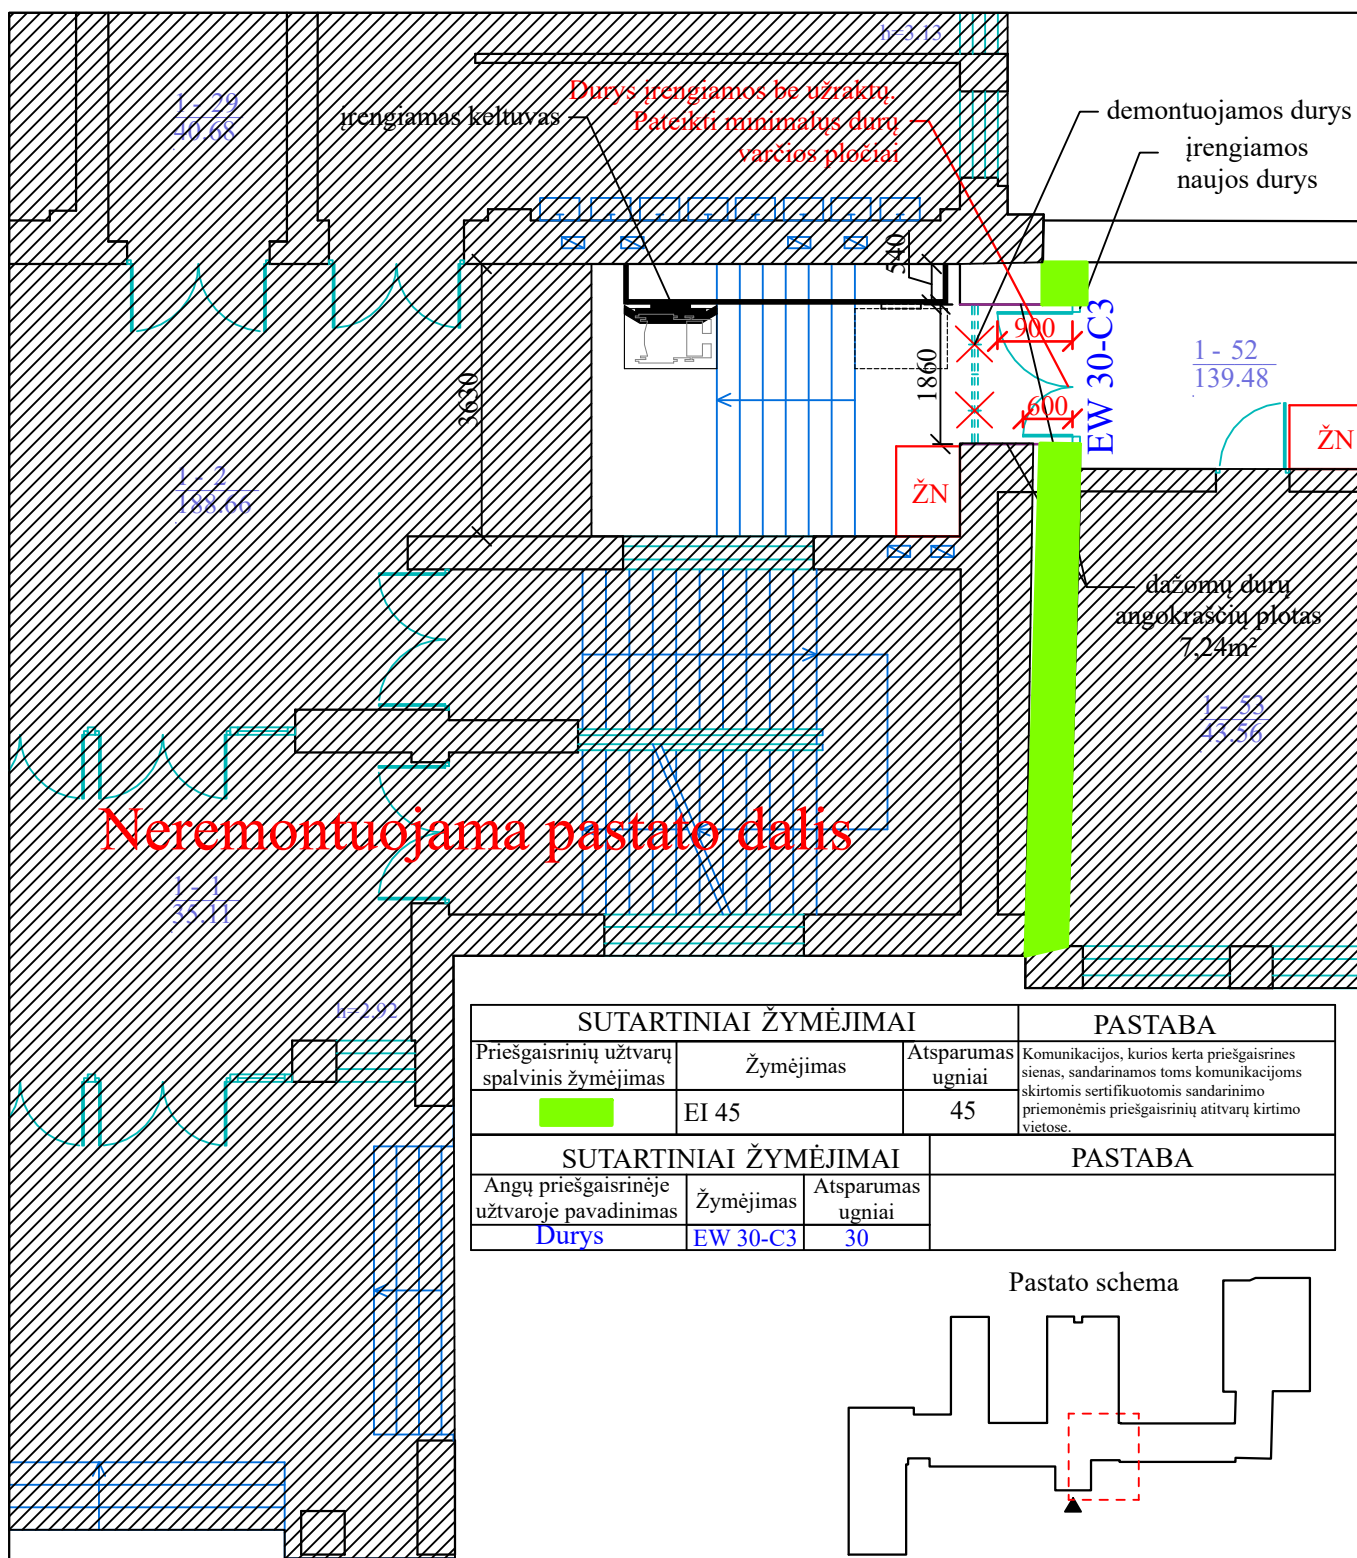 h=3.13
1 - 29
40.68
įrengiamas keltuvas
Durys įrengiamos be užraktų.
Pateikti minimalųs durų
varčios pločiai
demontuojamos durys
įrengiamos
naujos durys
540
3630
1860
900
600
EW 30-C3
1 - 52
139.48
ŽN
ŽN
1 - 2
188.66
dažomų durų
angokraščių plotas
7,24m²
1 - 53
43.56
Neremontuojama pastato dalis
1 - 1
35.11
h=2.92
SUTARTINIAI ŽYMĖJIMAI
PASTABA
Priešgaisrinių užtvarų
spalvinis žymėjimas
Žymėjimas
Atsparumas
ugniai
Komunikacijos, kurios kerta priešgaisrines
sienas, sandarinamos toms komunikacijoms
skirtomis sertifikuotomis sandarinimo
priemonėmis priešgaisrinių atitvarų kirtimo
vietose.
EI 45
45
SUTARTINIAI ŽYMĖJIMAI
PASTABA
Angų priešgaisrinėje
užtvaroje pavadinimas
Žymėjimas
Atsparumas
ugniai
Durys
EW 30-C3
30
Pastato schema